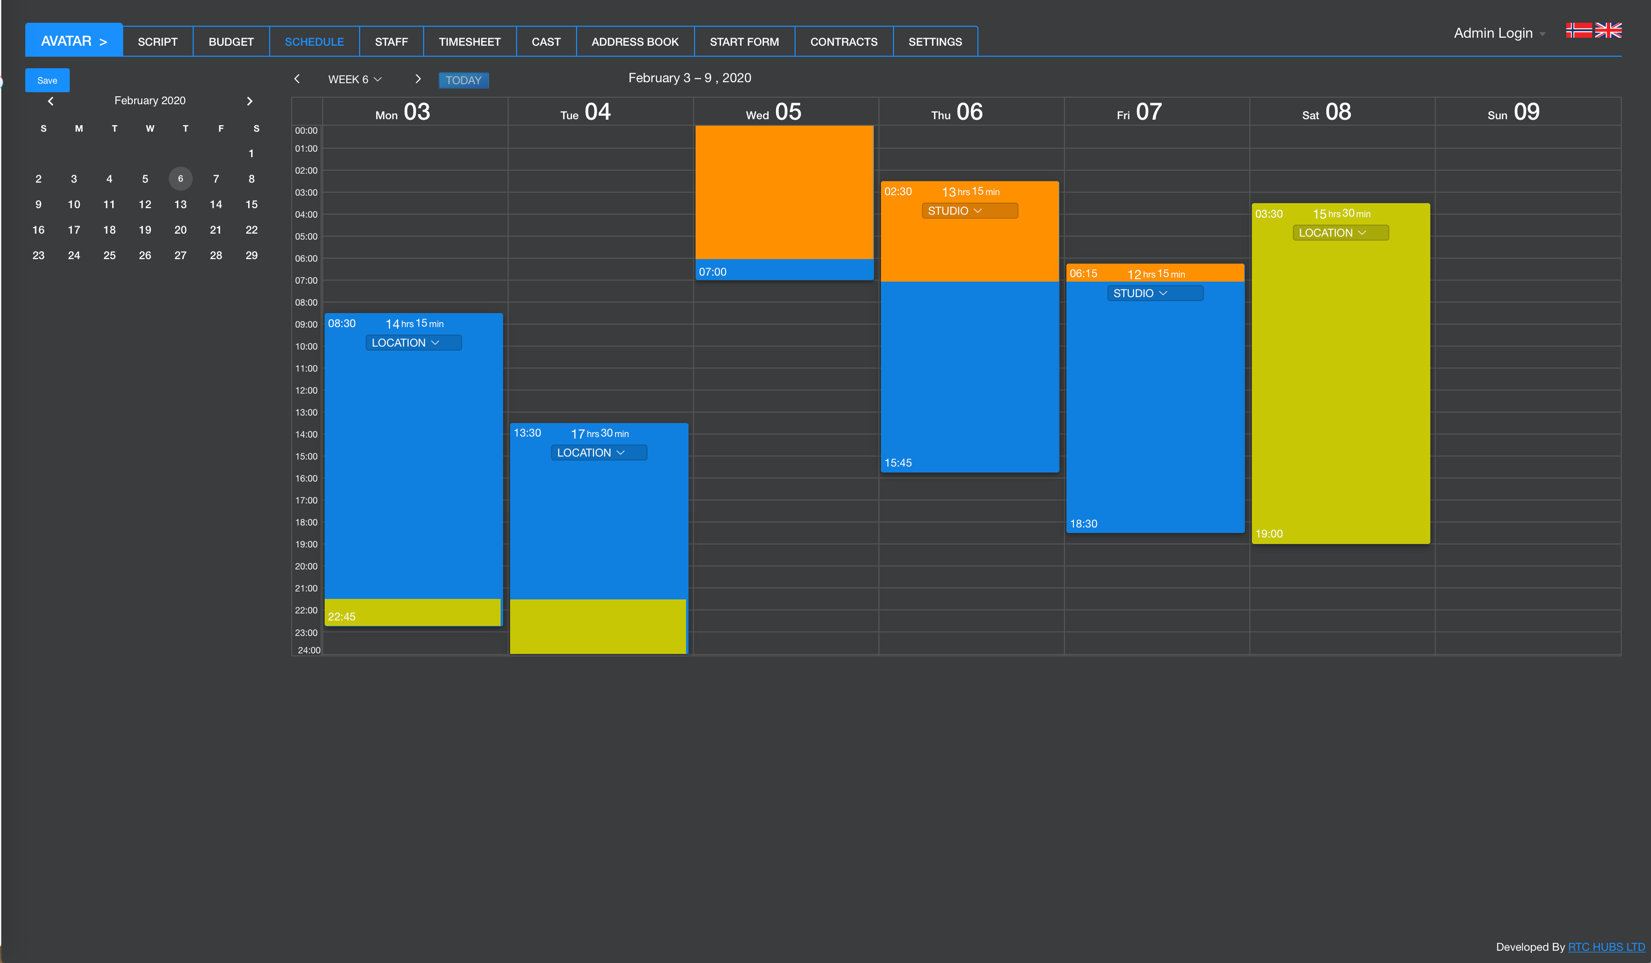 AVATAR >
SCRIPT
BUDGET
SCHEDULE
STAFF
TIMESHEET
CAST
ADDRESS BOOK
START FORM
CONTRACTS
SETTINGS
Admin Login
Save
WEEK 6
TODAY
February 3 – 9 , 2020
February 2020
S M T W T F S
1
2 3 4 5 6 7 8
9 10 11 12 13 14 15
16 17 18 19 20 21 22
23 24 25 26 27 28 29
Mon 03
Tue 04
Wed 05
Thu 06
Fri 07
Sat 08
Sun 09
00:00
01:00
02:00
03:00
04:00
05:00
06:00
07:00
08:00
09:00
10:00
11:00
12:00
13:00
14:00
15:00
16:00
17:00
18:00
19:00
20:00
21:00
22:00
23:00
24:00
08:30 14 hrs 15 min
LOCATION
22:45
13:30 17 hrs 30 min
LOCATION
07:00
02:30 13 hrs 15 min
STUDIO
15:45
06:15 12 hrs 15 min
STUDIO
18:30
03:30 15 hrs 30 min
LOCATION
19:00
Developed By RTC HUBS LTD